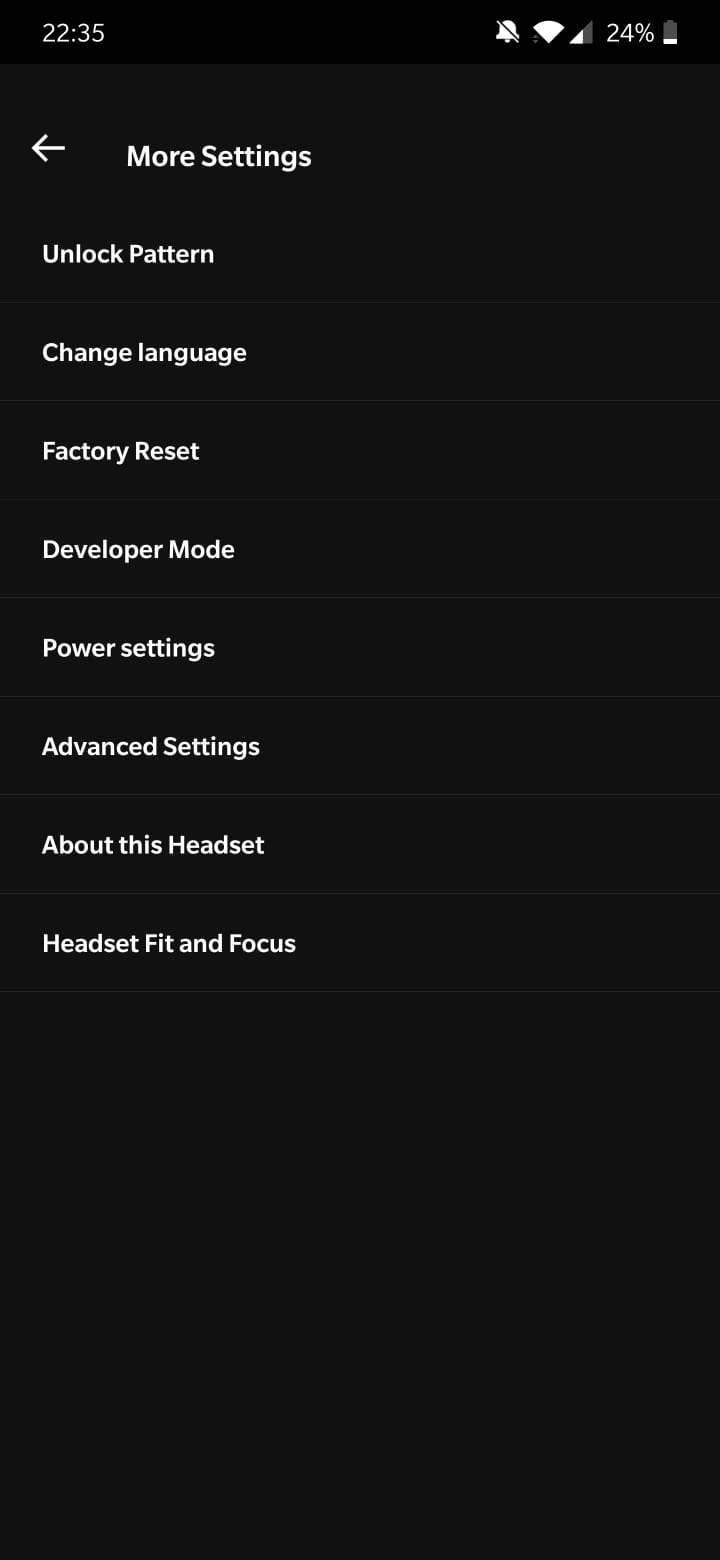 22:35
24%
More Settings
Unlock Pattern
Change language
Factory Reset
Developer Mode
Power settings
Advanced Settings
About this Headset
Headset Fit and Focus